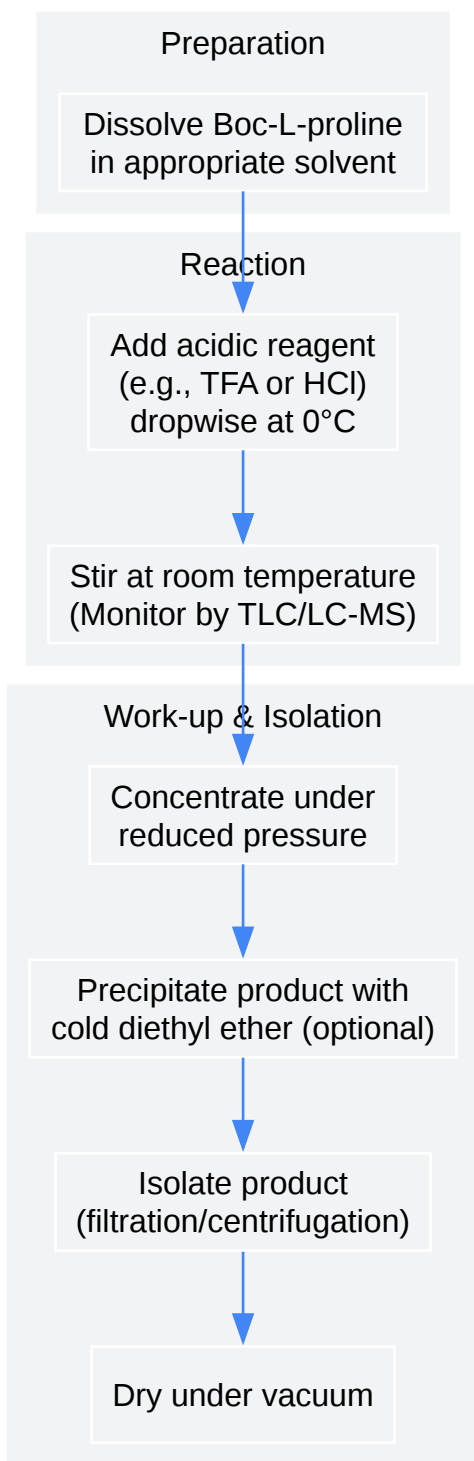 Preparation
Dissolve Boc-L-proline
in appropriate solvent
Reaction
Add acidic reagent
(e.g., TFA or HCl)
dropwise at 0°C
Stir at room temperature
(Monitor by TLC/LC-MS)
Work-up & Isolation
Concentrate under
reduced pressure
Precipitate product with
cold diethyl ether (optional)
Isolate product
(filtration/centrifugation)
Dry under vacuum